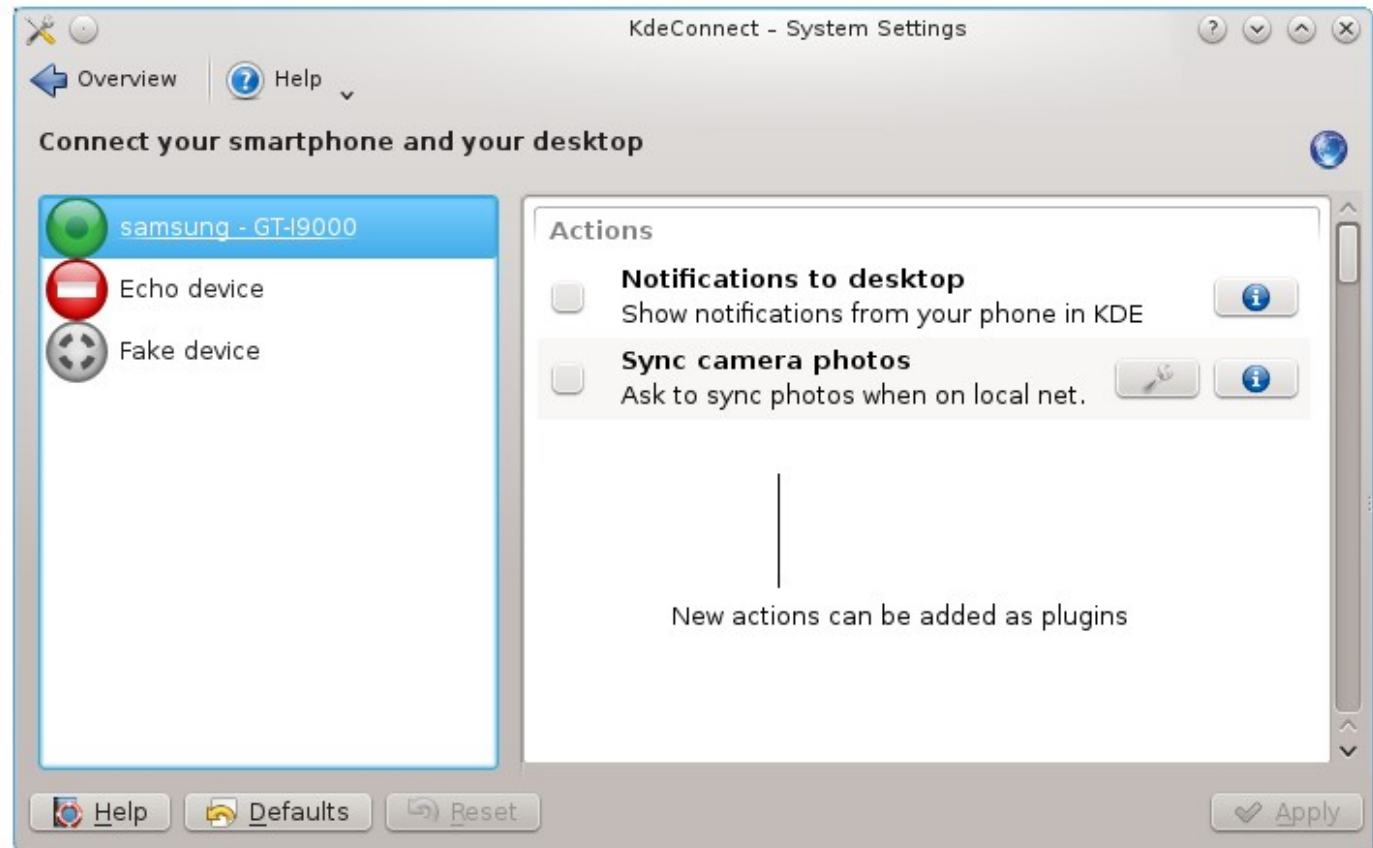 KdeConnect – System Settings
Overview
Help
Connect your smartphone and your desktop
samsung - GT-I9000
Echo device
Fake device
Actions
Notifications to desktop
Show notifications from your phone in KDE
Sync camera photos
Ask to sync photos when on local net.
New actions can be added as plugins
Help
Defaults
Reset
Apply